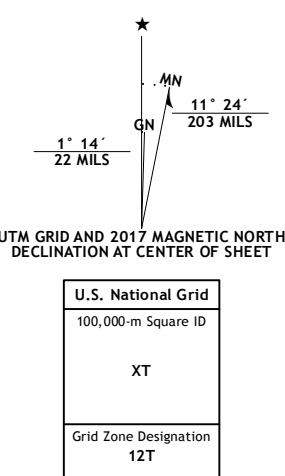 ★
MN
GN
11° 24´
203 MILS
1° 14´
22 MILS
UTM GRID AND 2017 MAGNETIC NORTH
DECLINATION AT CENTER OF SHEET
U.S. National Grid
100,000-m Square ID
XT
Grid Zone Designation
12T